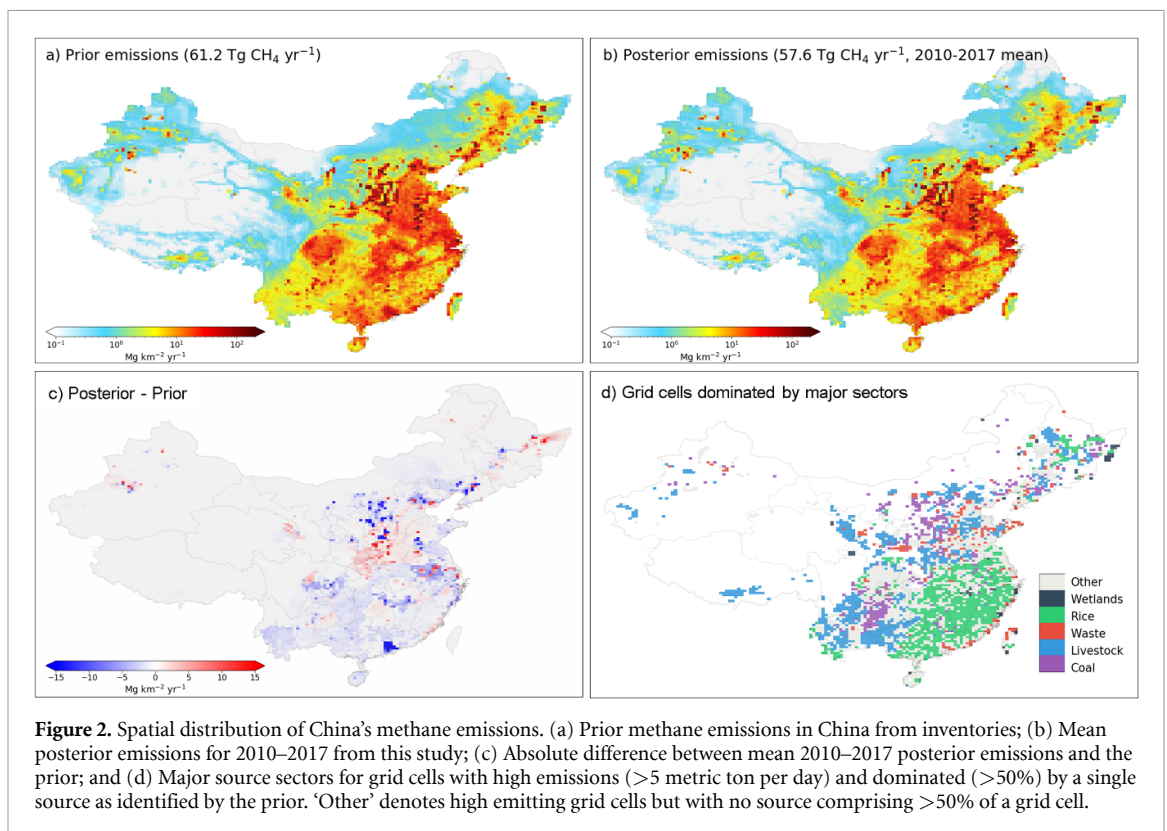 a) Prior emissions (61.2 Tg CH₄ yr⁻¹)
b) Posterior emissions (57.6 Tg CH₄ yr⁻¹, 2010-2017 mean)
10⁻¹ 10⁰ 10¹ 10²
Mg km⁻² yr⁻¹
10⁻¹ 10⁰ 10¹ 10²
Mg km⁻² yr⁻¹
c) Posterior - Prior
d) Grid cells dominated by major sectors
−15 −10 −5 0 5 10 15
Mg km⁻² yr⁻¹
Other
Wetlands
Rice
Waste
Livestock
Coal
Figure 2. Spatial distribution of China's methane emissions. (a) Prior methane emissions in China from inventories; (b) Mean
posterior emissions for 2010–2017 from this study; (c) Absolute difference between mean 2010–2017 posterior emissions and the
prior; and (d) Major source sectors for grid cells with high emissions (>5 metric ton per day) and dominated (>50%) by a single
source as identified by the prior. 'Other' denotes high emitting grid cells but with no source comprising >50% of a grid cell.